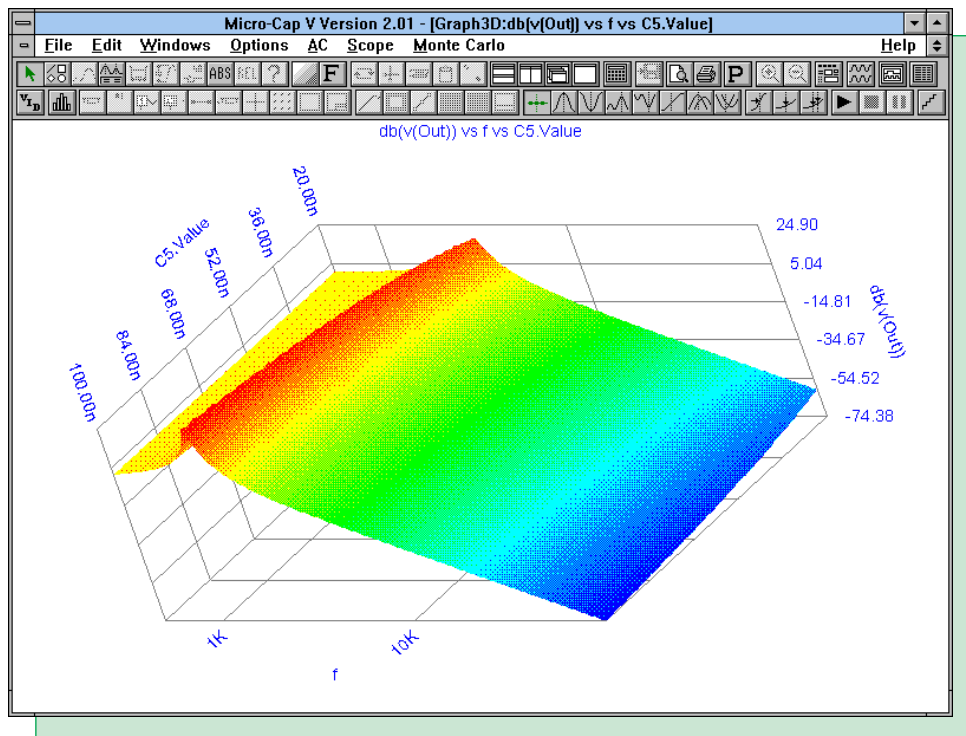 Micro-Cap V Version 2.01 - [Graph3D:db(v(Out)) vs f vs C5.Value]
File Edit Windows Options AC Scope Monte Carlo Help
ABS REL ? F P
V I D
db(v(Out)) vs f vs C5.Value
20.00n
36.00n
52.00n
68.00n
84.00n
100.00n
C5.Value
24.90
5.04
-14.81
-34.67
-54.52
-74.38
db(v(Out))
1K
10K
f